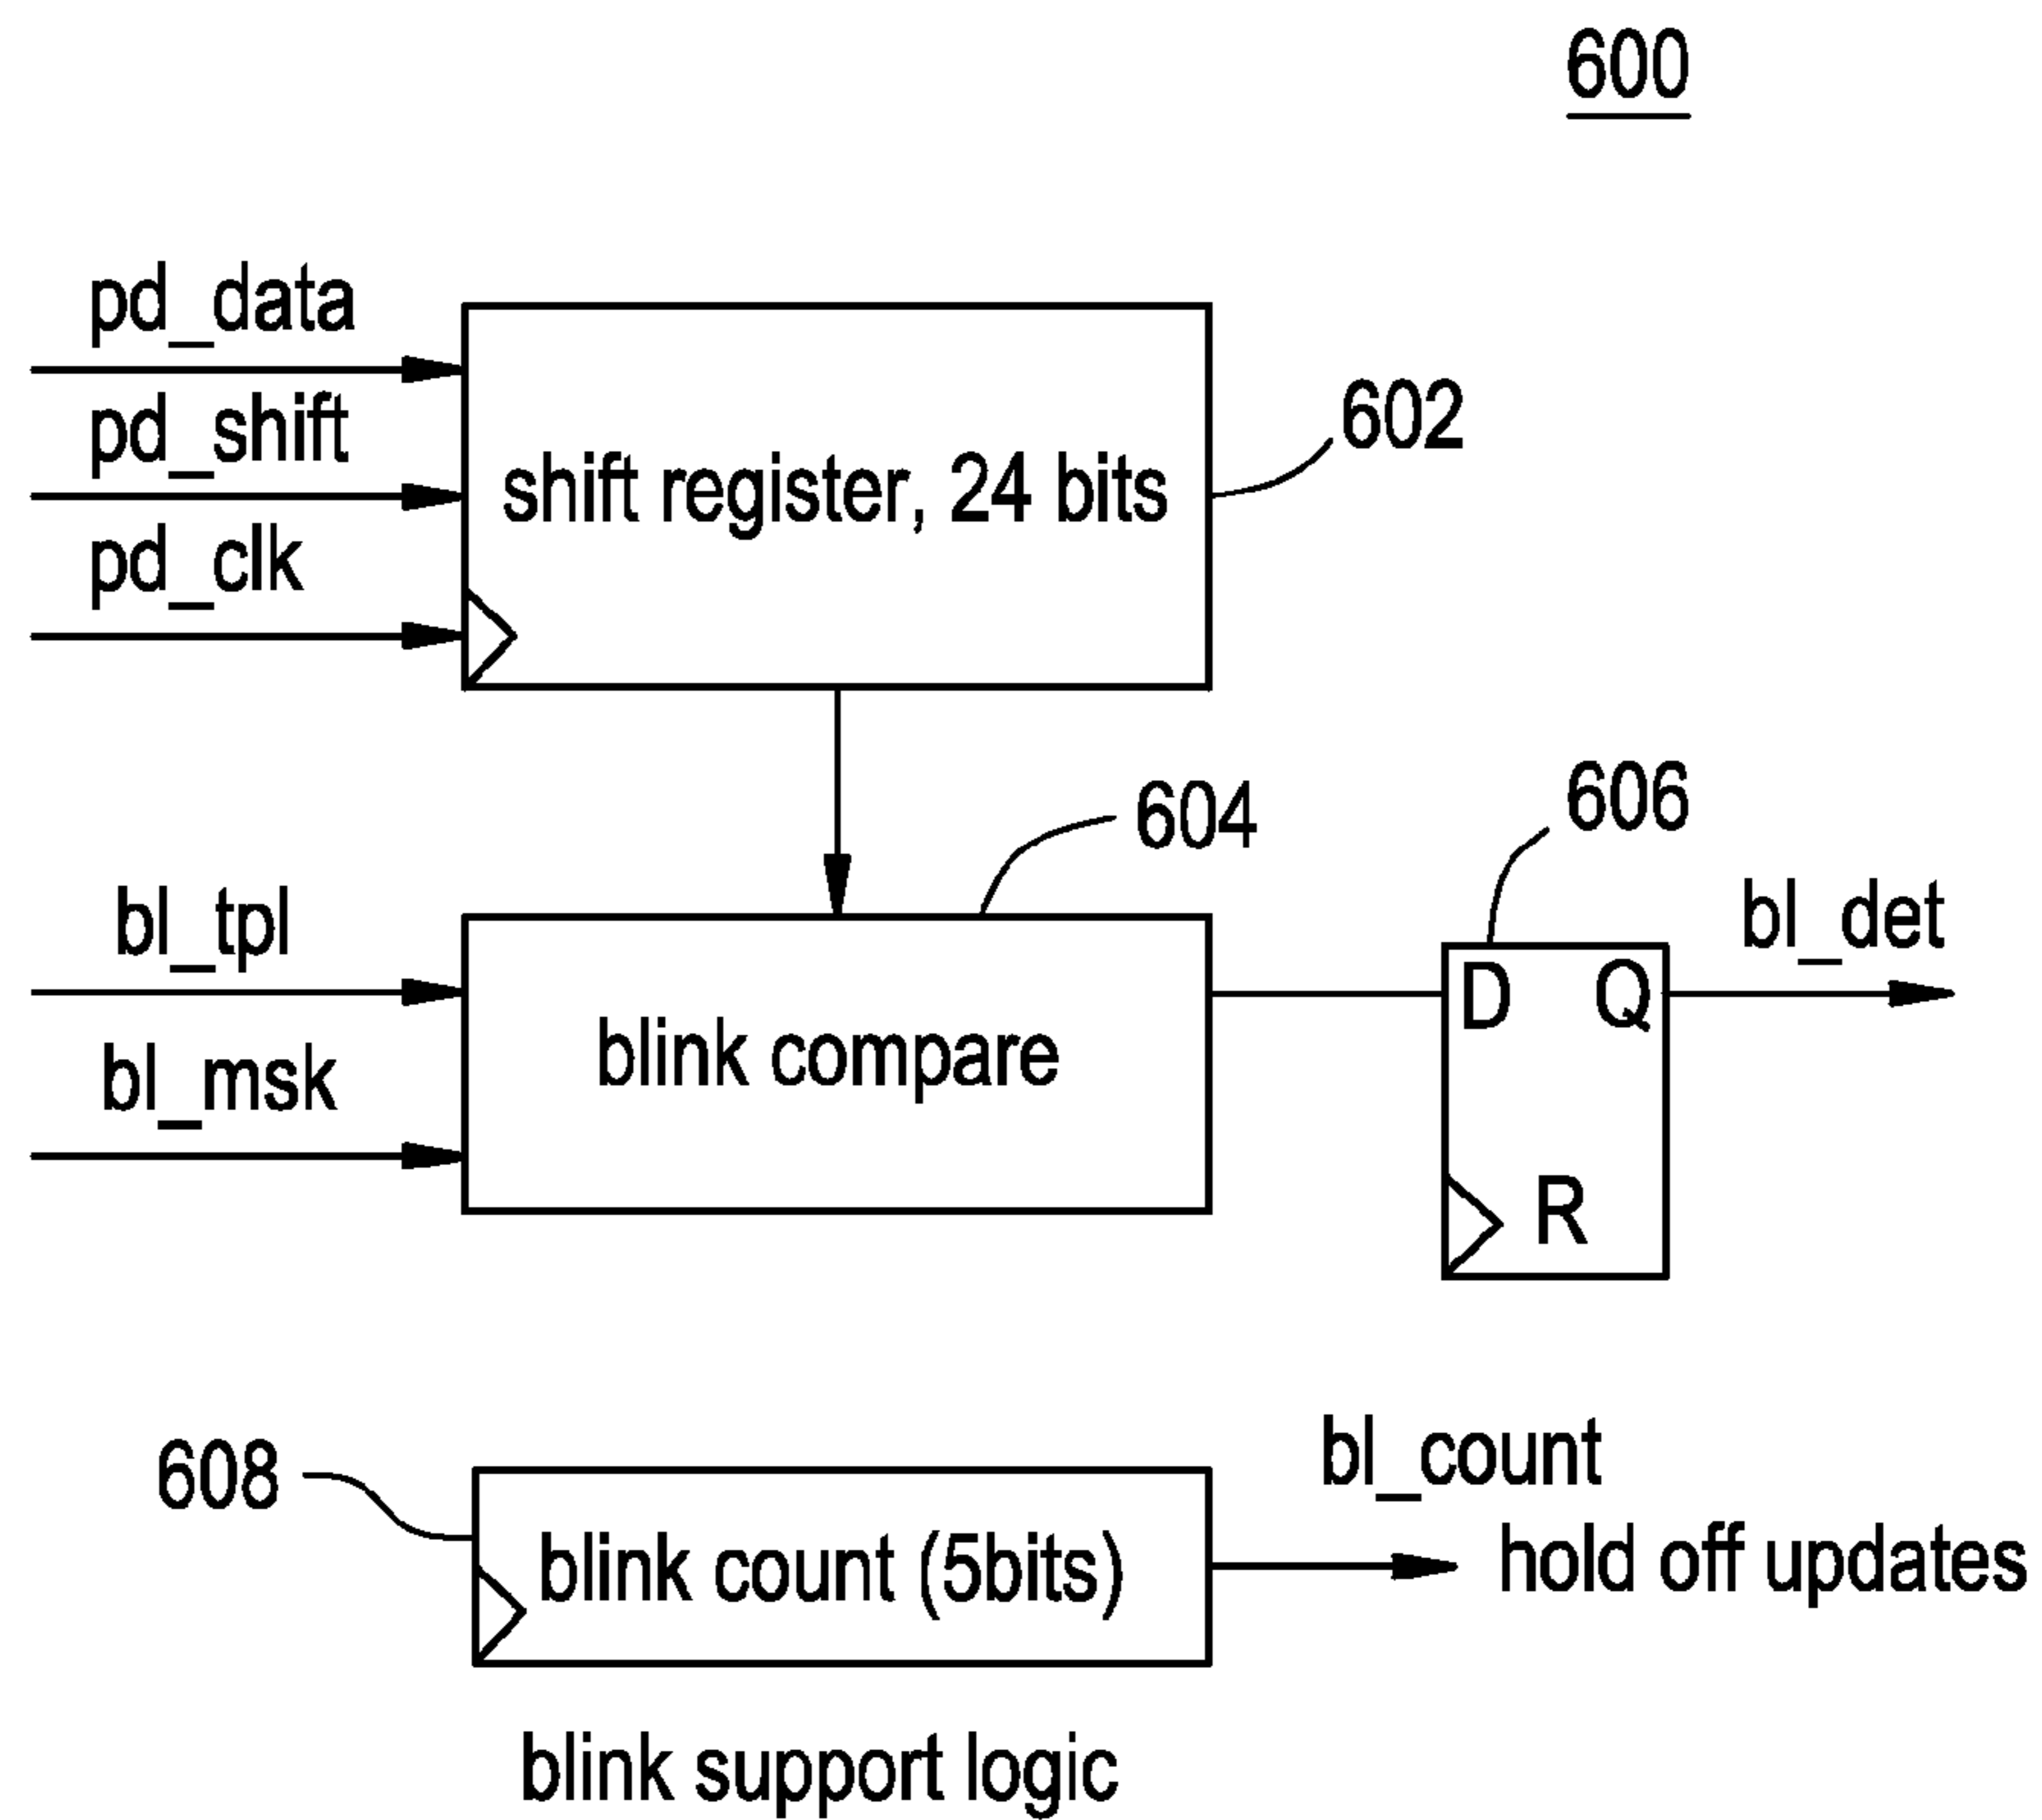 600
pd_data
pd_shift
pd_clk
shift register, 24 bits
602
604
606
bl_tpl
bl_msk
blink compare
D Q
R
bl_det
608
blink count (5bits)
bl_count
hold off updates
blink support logic